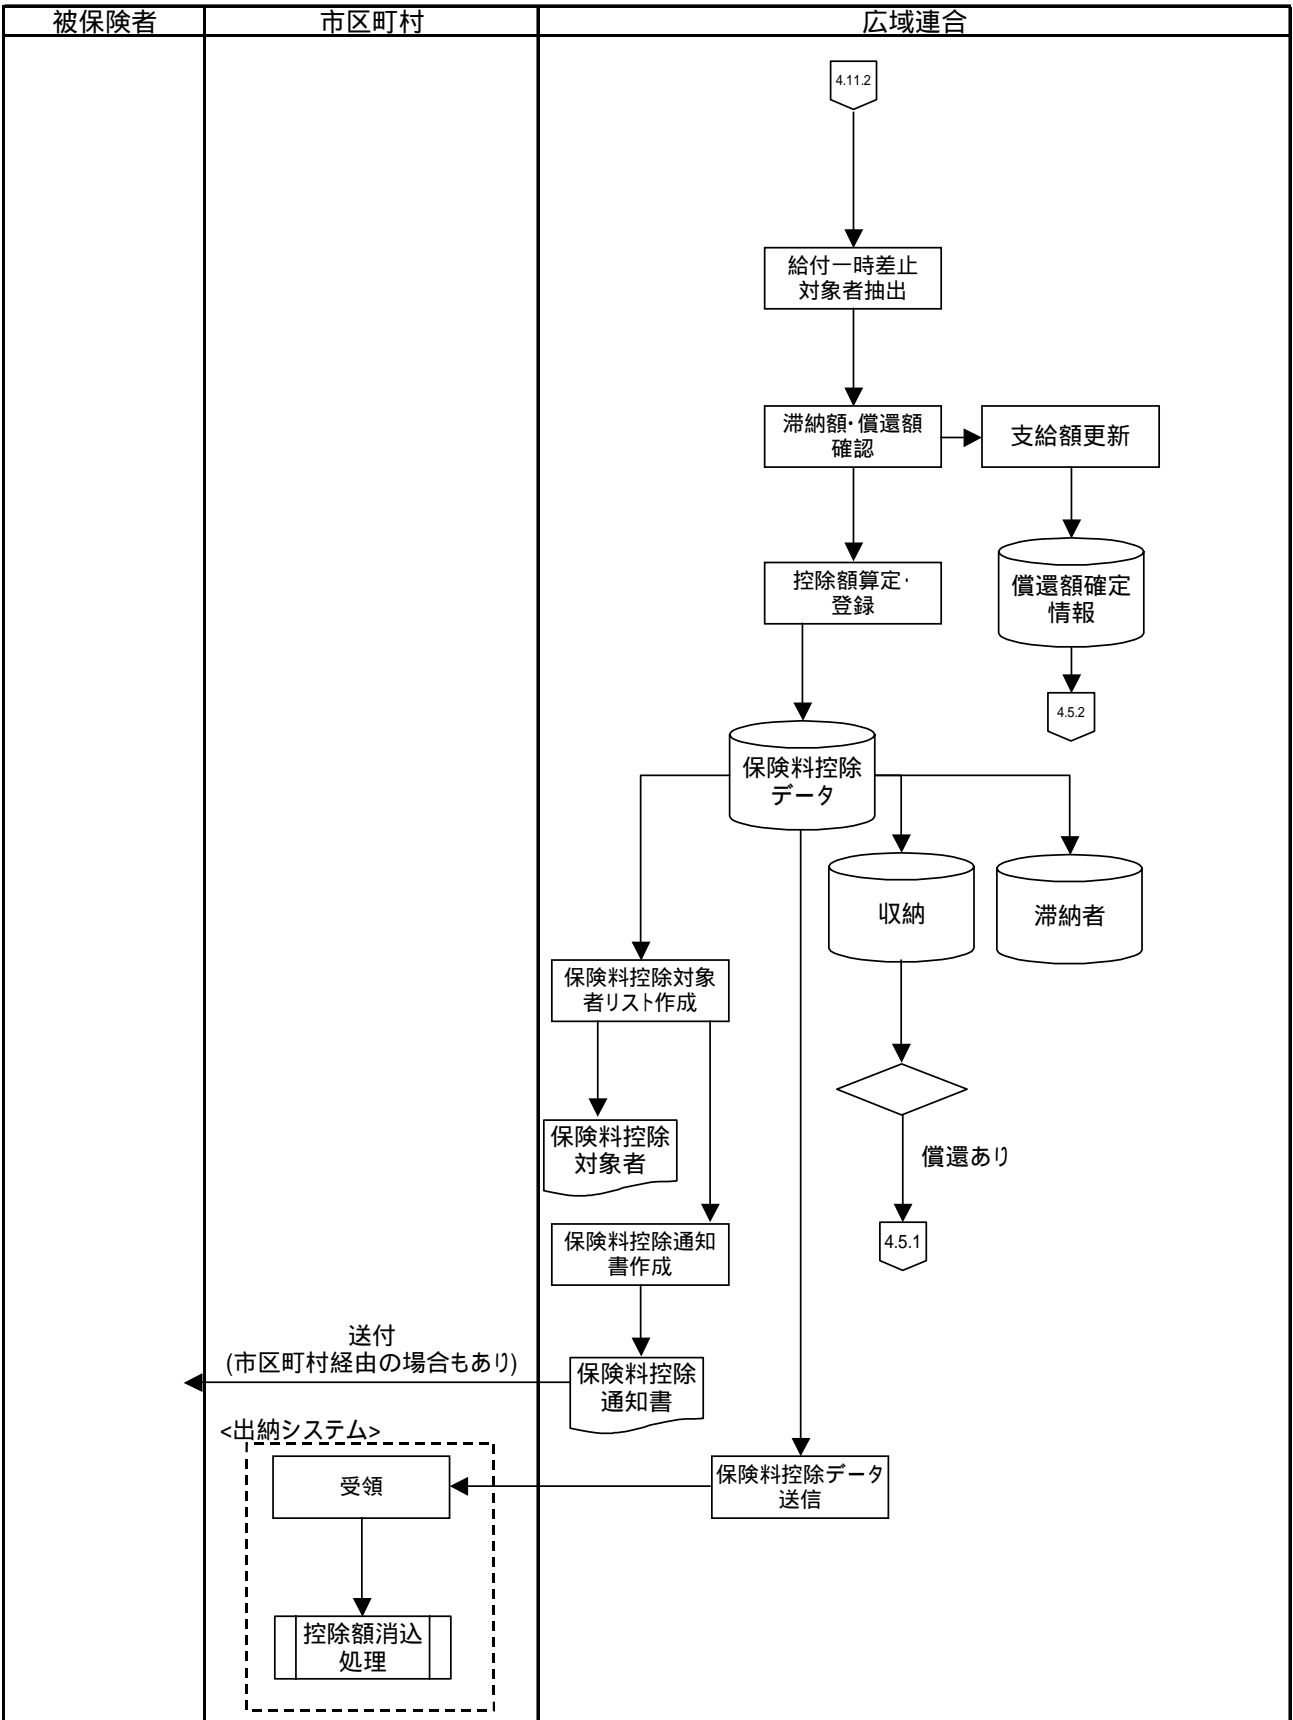 被保険者
市区町村
広域連合
4.11.2
給付一時差止
対象者抽出
滞納額･償還額
確認
支給額更新
控除額算定･
登録
償還額確定
情報
4.5.2
保険料控除
データ
収納
滞納者
保険料控除対象
者リスト作成
保険料控除
対象者
償還あり
4.5.1
保険料控除通知
書作成
送付
(市区町村経由の場合もあり)
保険料控除
通知書
<出納システム>
受領
保険料控除データ
送信
控除額消込
処理